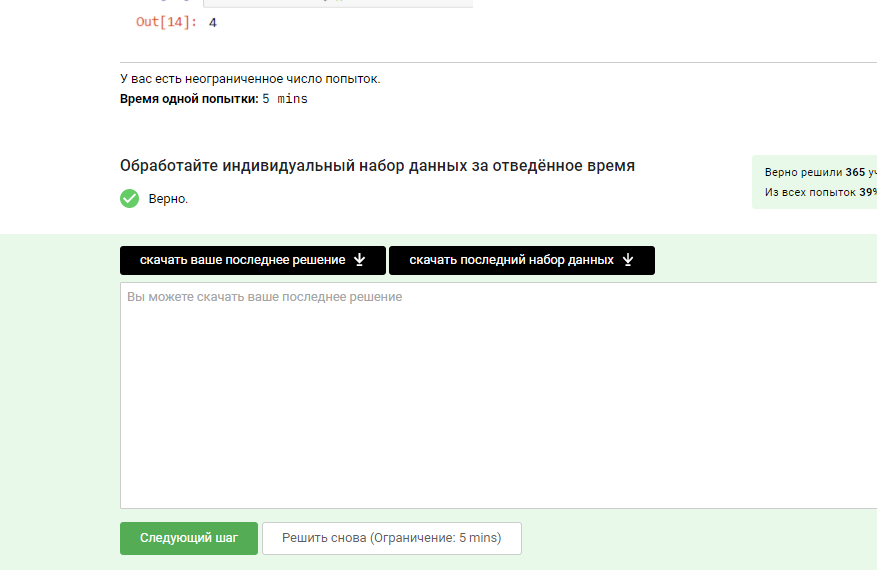 Out[14]: 4
У вас есть неограниченное число попыток.
Время одной попытки: 5 mins
Обработайте индивидуальный набор данных за отведённое время
Верно решили 365
Верно.
Из всех попыток 39%
скачать ваше последнее решение
скачать последний набор данных
Вы можете скачать ваше последнее решение
Следующий шаг
Решить снова (Ограничение: 5 mins)